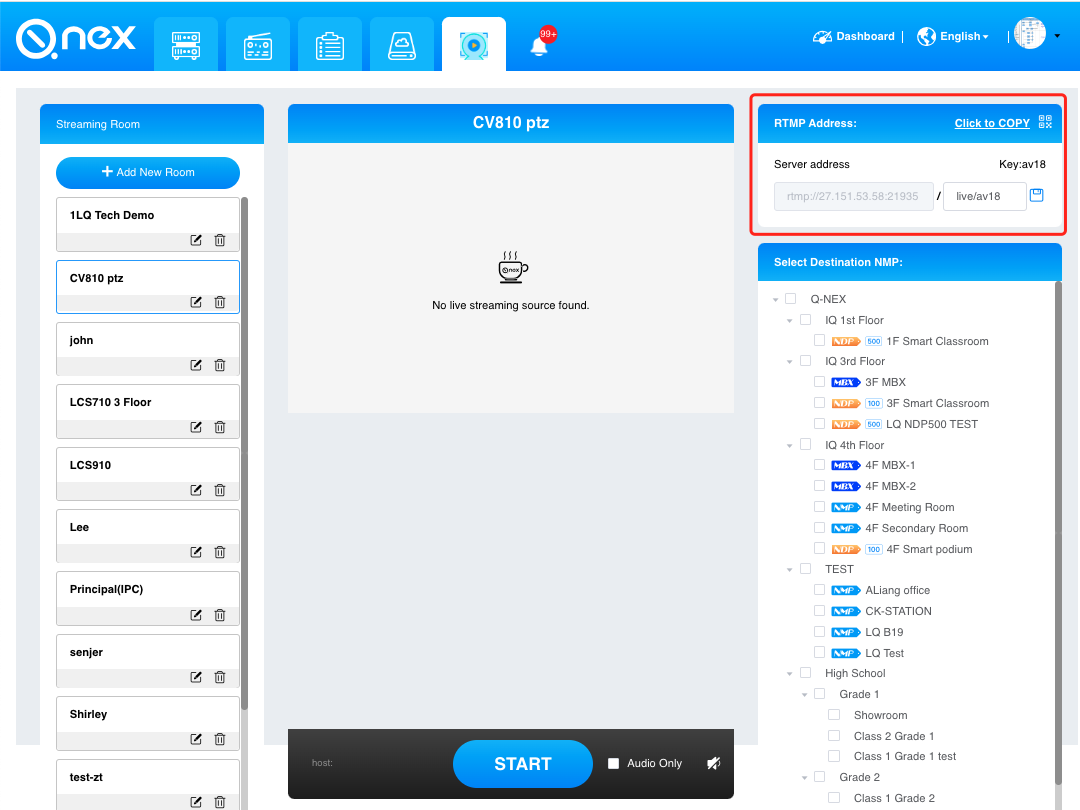 Qnex
99+
Dashboard
English
Streaming Room
Add New Room
1LQ Tech Demo
CV810 ptz
john
LCS710 3 Floor
LCS910
Lee
Principal(IPC)
senjer
Shirley
test-zt
CV810 ptz
Qnex
No live streaming source found.
host:
START
Audio Only
RTMP Address:
Click to COPY
Server address
Key:av18
rtmp://27.151.53.58:21935 / live/av18
Select Destination NMP:
Q-NEX
IQ 1st Floor
NDP 500 1F Smart Classroom
IQ 3rd Floor
MBX 3F MBX
NDP 100 3F Smart Classroom
NDP 500 LQ NDP500 TEST
IQ 4th Floor
MBX 4F MBX-1
MBX 4F MBX-2
NMP 4F Meeting Room
NMP 4F Secondary Room
NDP 100 4F Smart podium
TEST
NMP ALiang office
NMP CK-STATION
NMP LQ B19
NMP LQ Test
High School
Grade 1
Showroom
Class 2 Grade 1
Class 1 Grade 1 test
Grade 2
Class 1 Grade 2